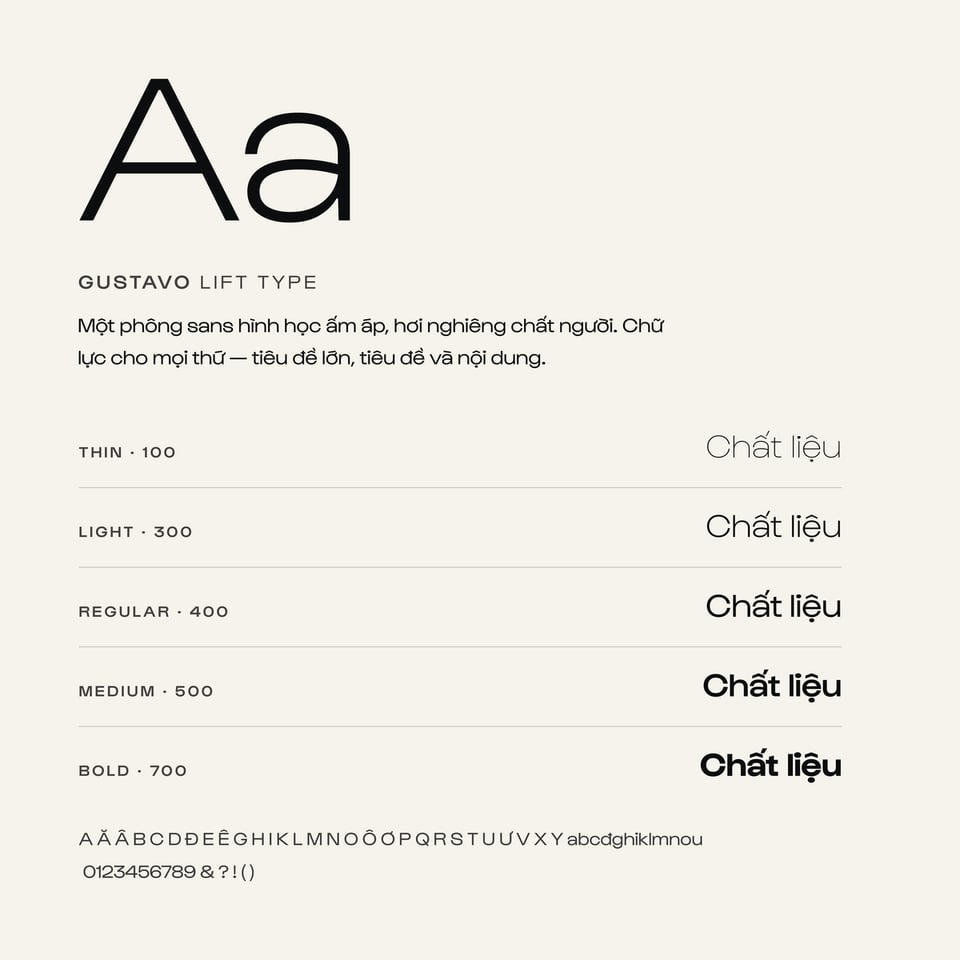 Aa
GUSTAVO LIFT TYPE
Một phông sans hình học ấm áp, hơi nghiêng chất người. Chữ
lực cho mọi thứ — tiêu đề lớn, tiêu đề và nội dung.
THIN · 100
Chất liệu
LIGHT · 300
Chất liệu
REGULAR · 400
Chất liệu
MEDIUM · 500
Chất liệu
BOLD · 700
Chất liệu
A Ă Â B C D Đ E Ê G H I K L M N O Ô Ơ P Q R S T U Ư V X Y abcdghiklmnou
0123456789 & ? ! ( )